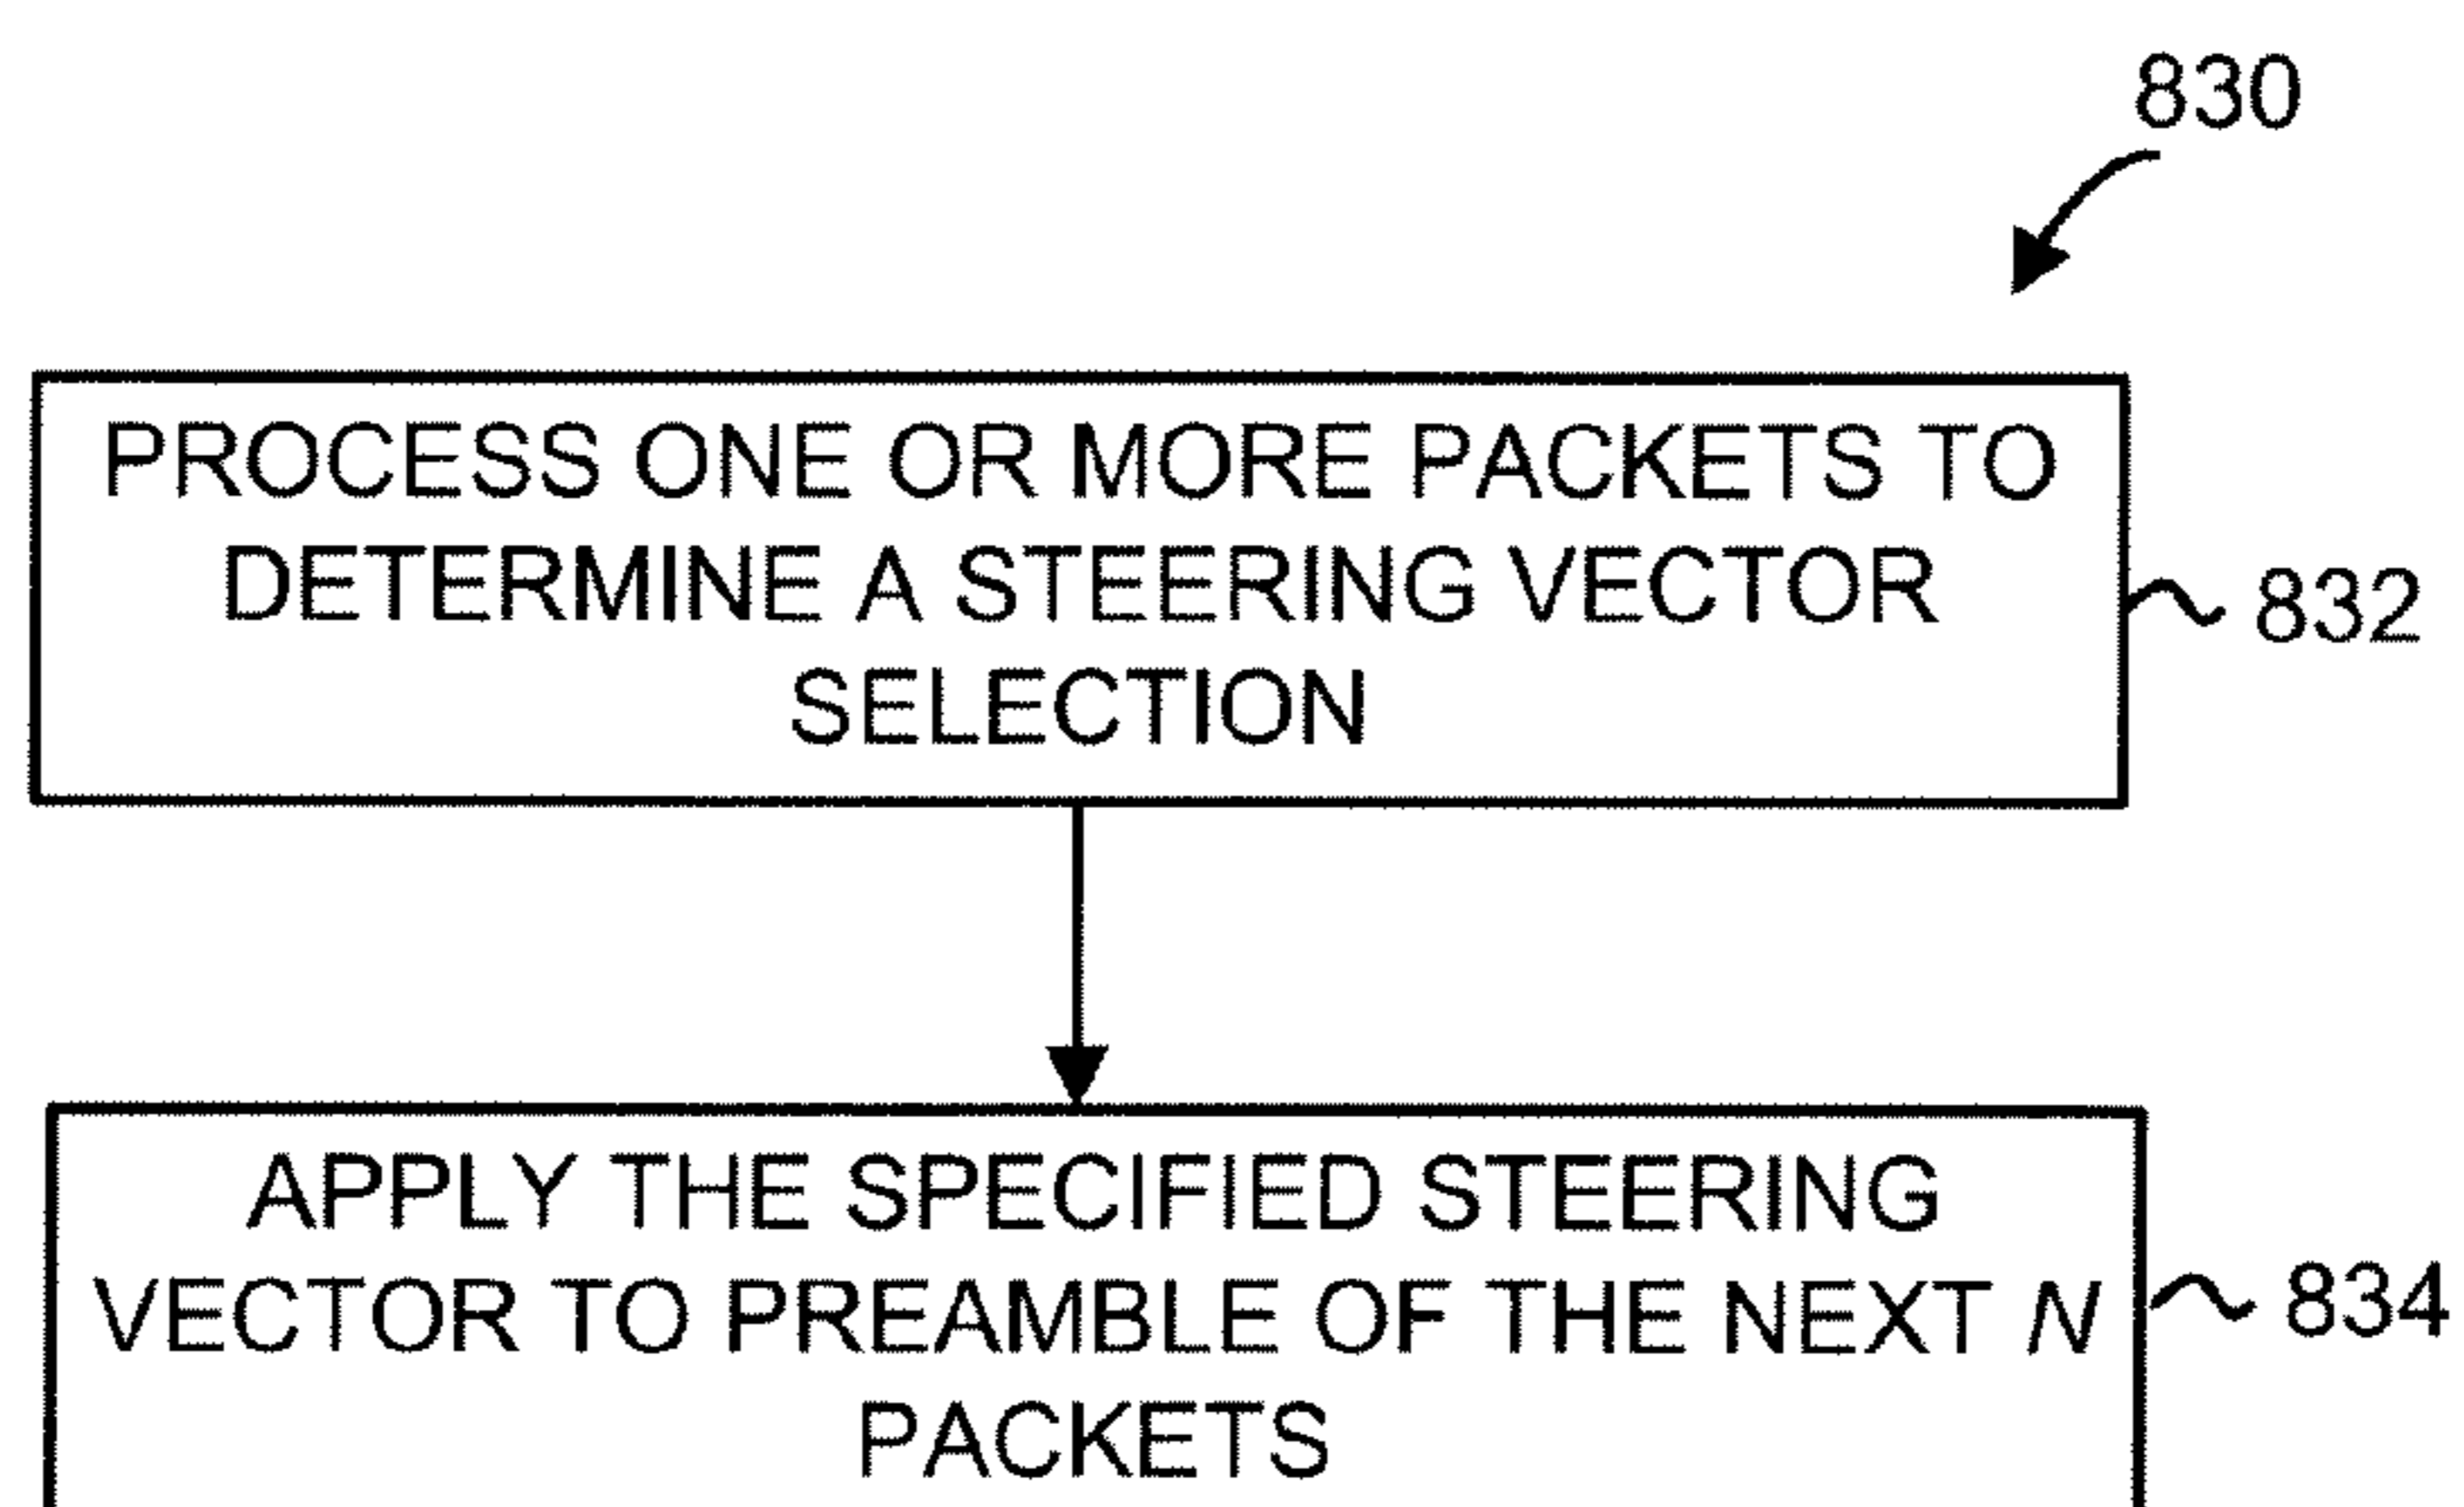 830
PROCESS ONE OR MORE PACKETS TO
DETERMINE A STEERING VECTOR
SELECTION
832
APPLY THE SPECIFIED STEERING
VECTOR TO PREAMBLE OF THE NEXT N
PACKETS
834